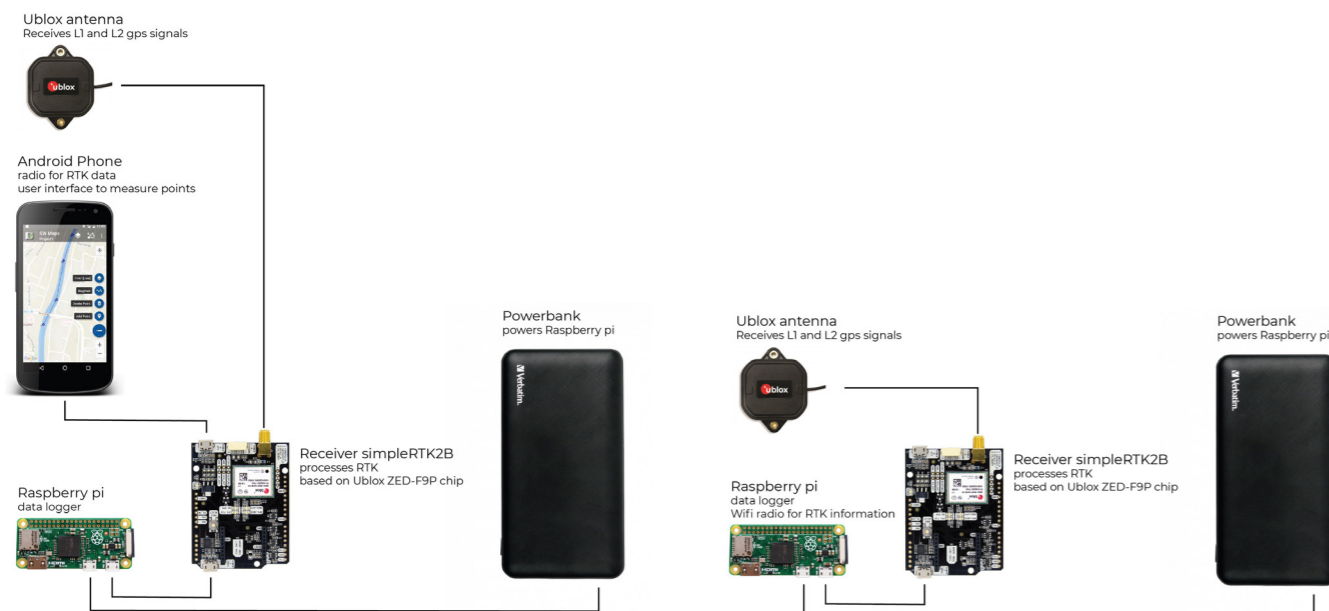 Ublox antenna
Receives L1 and L2 gps signals
ublox
Android Phone
radio for RTK data
user interface to measure points
SW Maps
Powerbank
powers Raspberry pi
Verbatim.
Receiver simpleRTK2B
processes RTK
based on Ublox ZED-F9P chip
Raspberry pi
data logger
HDMI
Ublox antenna
Receives L1 and L2 gps signals
ublox
Powerbank
powers Raspberry pi
Verbatim.
Receiver simpleRTK2B
processes RTK
based on Ublox ZED-F9P chip
Raspberry pi
data logger
Wifi radio for RTK information